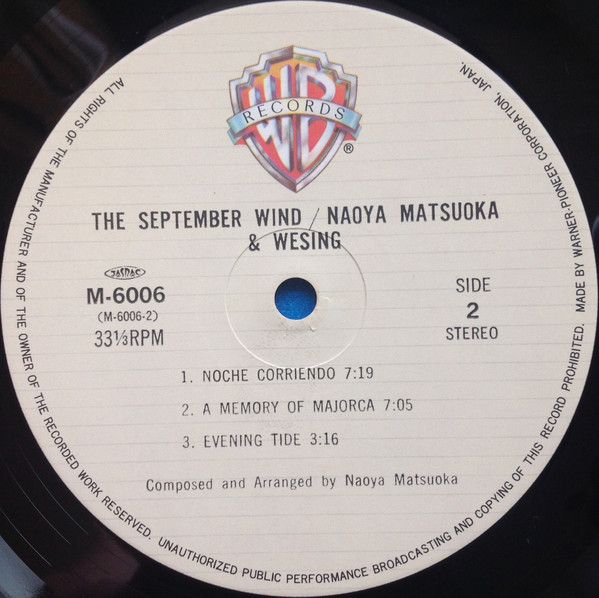 WB
RECORDS
®
THE SEPTEMBER WIND / NAOYA MATSUOKA
& WESING
JASRAC
M-6006
(M-6006-2)
33⅓RPM
SIDE
2
STEREO
1. NOCHE CORRIENDO 7:19
2. A MEMORY OF MAJORCA 7:05
3. EVENING TIDE 3:16
Composed and Arranged by Naoya Matsuoka
ALL RIGHTS OF THE MANUFACTURER AND OF THE OWNER OF THE RECORDED WORK RESERVED. UNAUTHORIZED PUBLIC PERFORMANCE BROADCASTING AND COPYING OF THIS RECORD PROHIBITED. MADE BY WARNER-PIONEER CORPORATION, JAPAN.